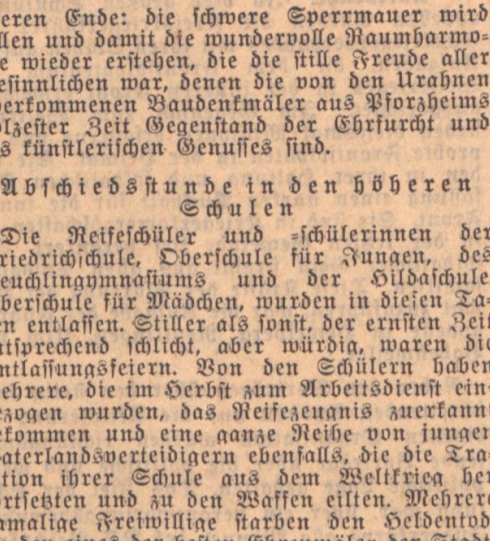 eren Ende: die ſchwere Sperrmauer wird
llen und damit die wundervolle Raumharmo-
e wieder erſtehen, die die ſtille Freude aller
eſinnlichen war, denen die von den Urahnen
erkommenen Baudenkmäler aus Pforzheims
olzeſter Zeit Gegenſtand der Ehrfurcht und
s künſtleriſchen Genuſſes ſind.
Abſchiedsſtunde in den höheren
Schulen
Die Reifeſchüler und =ſchülerinnen der
riedrichſchule, Oberſchule für Jungen, des
euchlingymnaſiums und der Hildaſchule
berſchule für Mädchen, wurden in dieſen Ta-
en entlaſſen. Stiller als ſonſt, der ernſten Zeit
ntſprechend ſchlicht, aber würdig, waren die
ntlaſſungsfeiern. Von den Schülern haben
ehrere, die im Herbſt zum Arbeitsdienſt ein-
ezogen wurden, das Reifezeugnis zuerkannt
ekommen und eine ganze Reihe von jungen
aterlandsverteidigern ebenfalls, die die Tra-
ition ihrer Schule aus dem Weltkrieg her
ortſetzten und zu den Waffen eilten. Mehrere
hmalige Freiwillige ſtarben den Heldentod